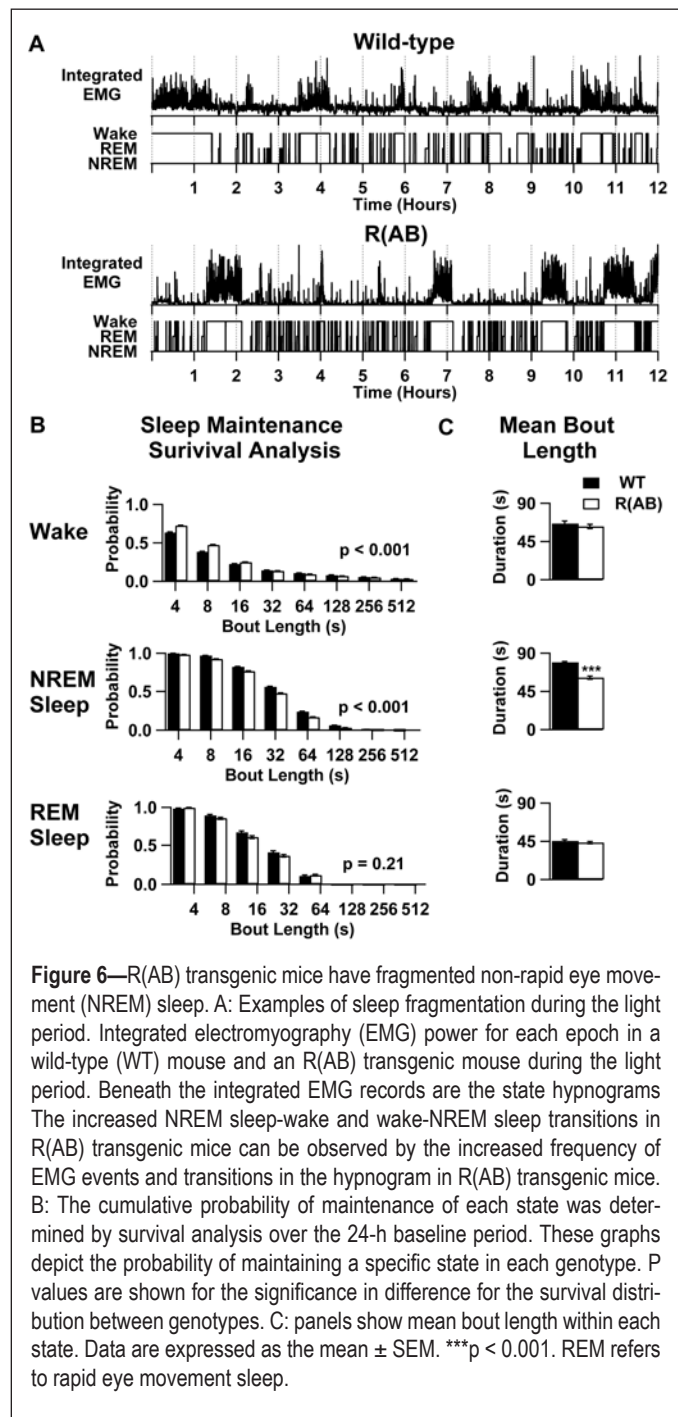 A
Wild-type
Integrated
EMG
Wake
REM
NREM
1 2 3 4 5 6 7 8 9 10 11 12
Time (Hours)
R(AB)
Integrated
EMG
Wake
REM
NREM
1 2 3 4 5 6 7 8 9 10 11 12
Time (Hours)
B Sleep Maintenance
Surivival Analysis
C Mean Bout
Length
WT
R(AB)
Wake
Probability
1.0
0.5
0.0
p < 0.001
4 8 16 32 64 128 256 512
Bout Length (s)
Duration (s)
90
45
0
NREM
Sleep
Probability
1.0
0.5
0.0
p < 0.001
4 8 16 32 64 128 256 512
Bout Length (s)
Duration (s)
90
45
0
***
REM
Sleep
Probability
1.0
0.5
0.0
p = 0.21
4 8 16 32 64 128 256 512
Bout Length (s)
Duration (s)
90
45
0
Figure 6—R(AB) transgenic mice have fragmented non-rapid eye move-
ment (NREM) sleep. A: Examples of sleep fragmentation during the light
period. Integrated electromyography (EMG) power for each epoch in a
wild-type (WT) mouse and an R(AB) transgenic mouse during the light
period. Beneath the integrated EMG records are the state hypnograms
The increased NREM sleep-wake and wake-NREM sleep transitions in
R(AB) transgenic mice can be observed by the increased frequency of
EMG events and transitions in the hypnogram in R(AB) transgenic mice.
B: The cumulative probability of maintenance of each state was deter-
mined by survival analysis over the 24-h baseline period. These graphs
depict the probability of maintaining a specific state in each genotype. P
values are shown for the significance in difference for the survival distri-
bution between genotypes. C: panels show mean bout length within each
state. Data are expressed as the mean ± SEM. ***p < 0.001. REM refers
to rapid eye movement sleep.